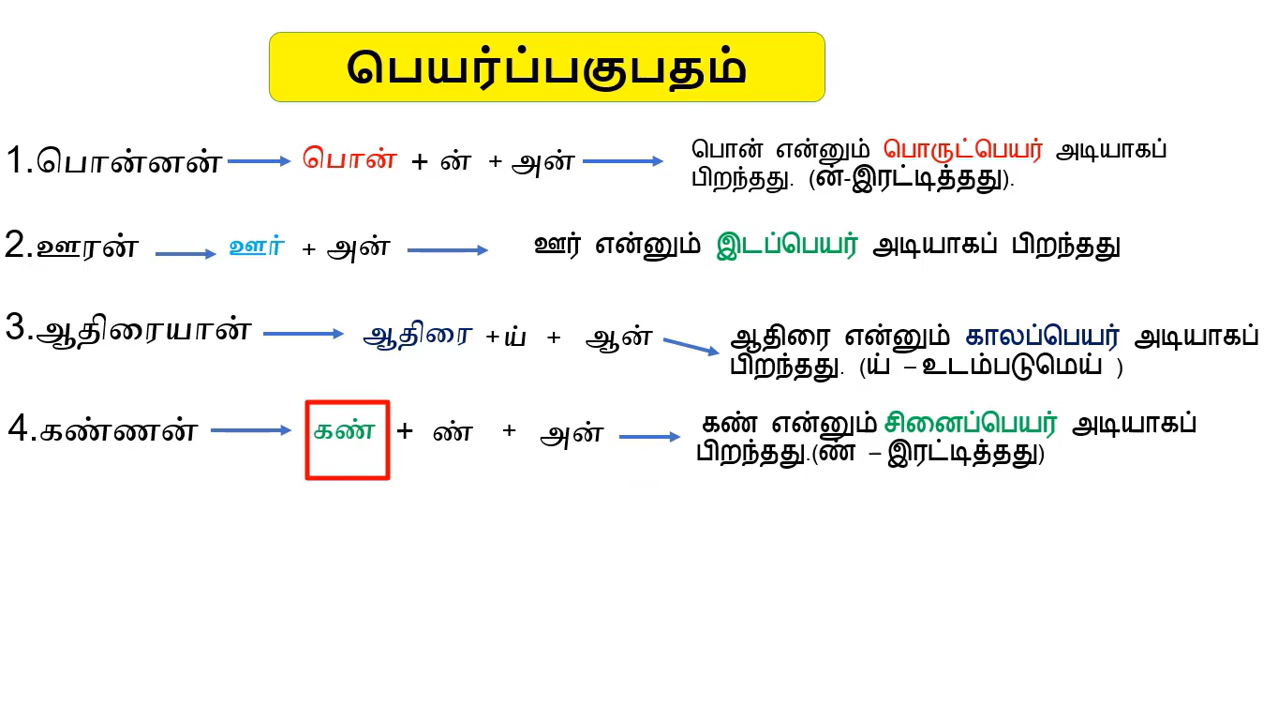 பெயர்ப்பகுபதம்
1.பொன்னன் பொன் + ன் + அன் பொன் என்னும் பொருட்பெயர் அடியாகப்
பிறந்தது. (ன்-இரட்டித்தது).
2.ஊரன் ஊர் + அன் ஊர் என்னும் இடப்பெயர் அடியாகப் பிறந்தது
3.ஆதிரையான் ஆதிரை +ய் + ஆன் ஆதிரை என்னும் காலப்பெயர் அடியாகப்
பிறந்தது. (ய் – உடம்படுமெய் )
4.கண்ணன் கண் + ண் + அன் கண் என்னும் சினைப்பெயர் அடியாகப்
பிறந்தது.(ண் – இரட்டித்தது)